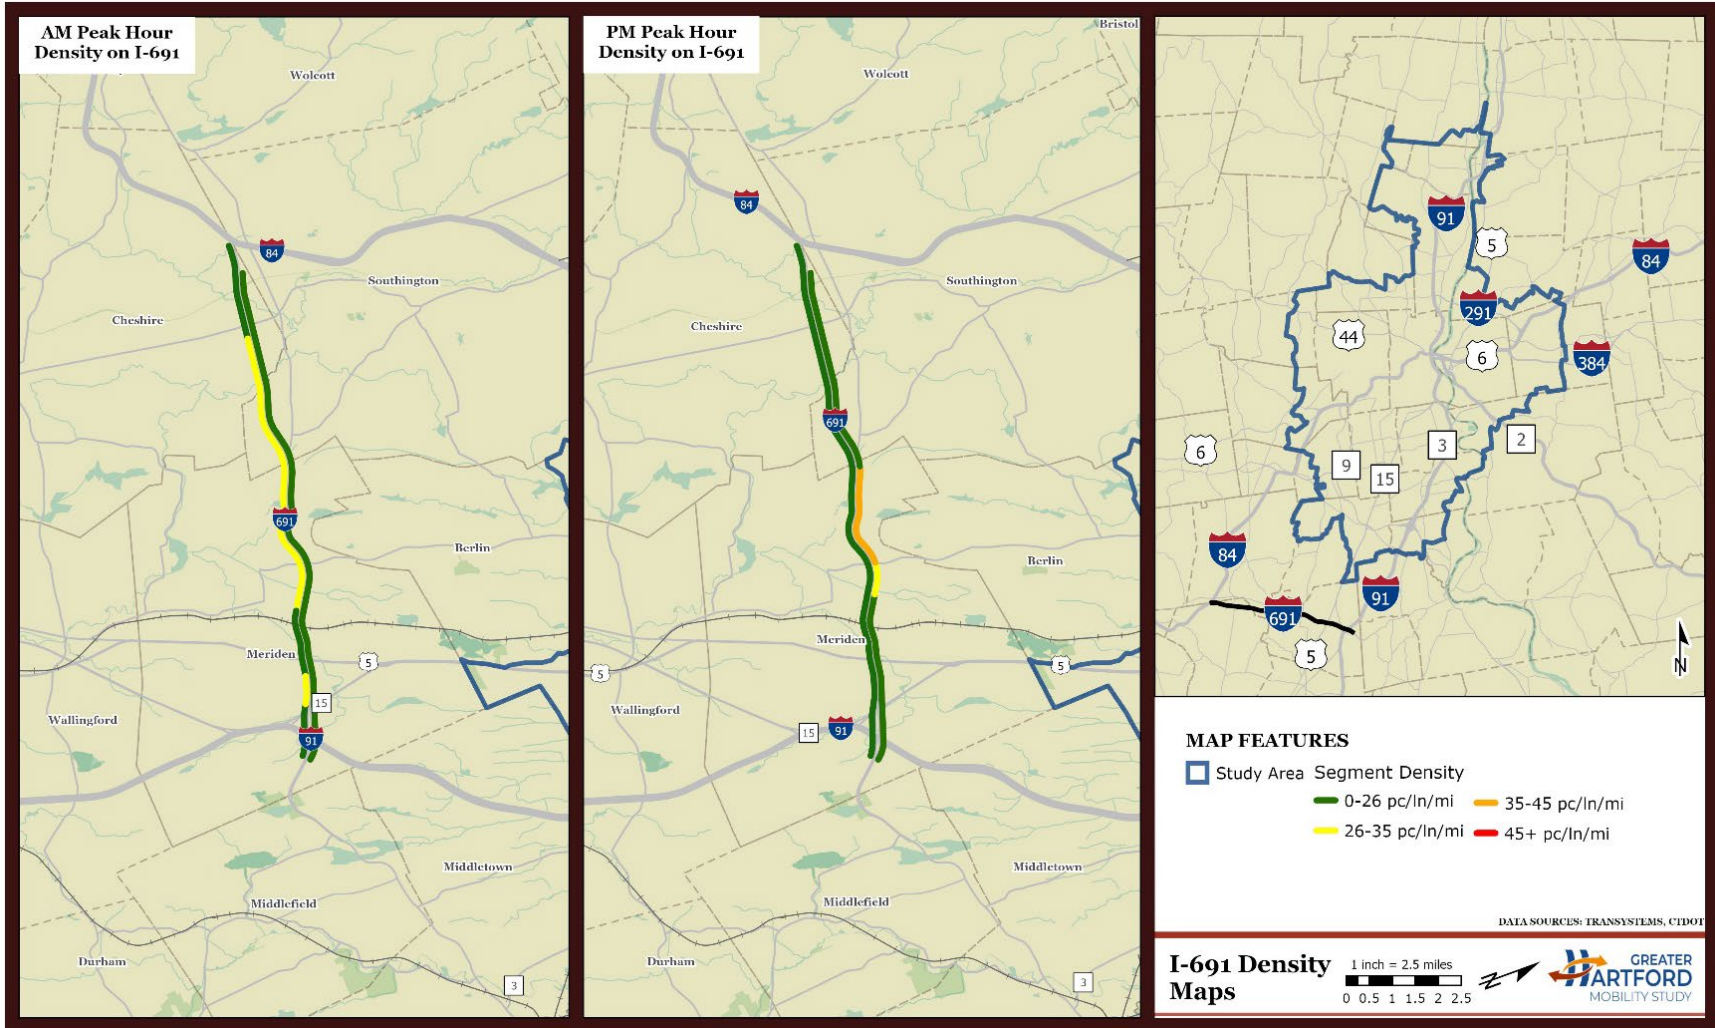 AM Peak Hour
Density on I-691
Wolcott
84
Southington
Cheshire
691
Berlin
Meriden
5
15
Wallingford
91
Middletown
Middlefield
Durham
3
PM Peak Hour
Density on I-691
Bristol
Wolcott
84
Southington
Cheshire
691
Berlin
Meriden
5
5
Wallingford
15
91
Middletown
Middlefield
Durham
3
91
5
84
291
44
6
384
6
3
2
9
15
84
91
691
5
N
MAP FEATURES
Study Area
Segment Density
0-26 pc/ln/mi
35-45 pc/ln/mi
26-35 pc/ln/mi
45+ pc/ln/mi
DATA SOURCES: TRANSYSTEMS, CTDOT
I-691 Density
Maps
1 inch = 2.5 miles
0 0.5 1 1.5 2 2.5
N
GREATER
HARTFORD
MOBILITY STUDY